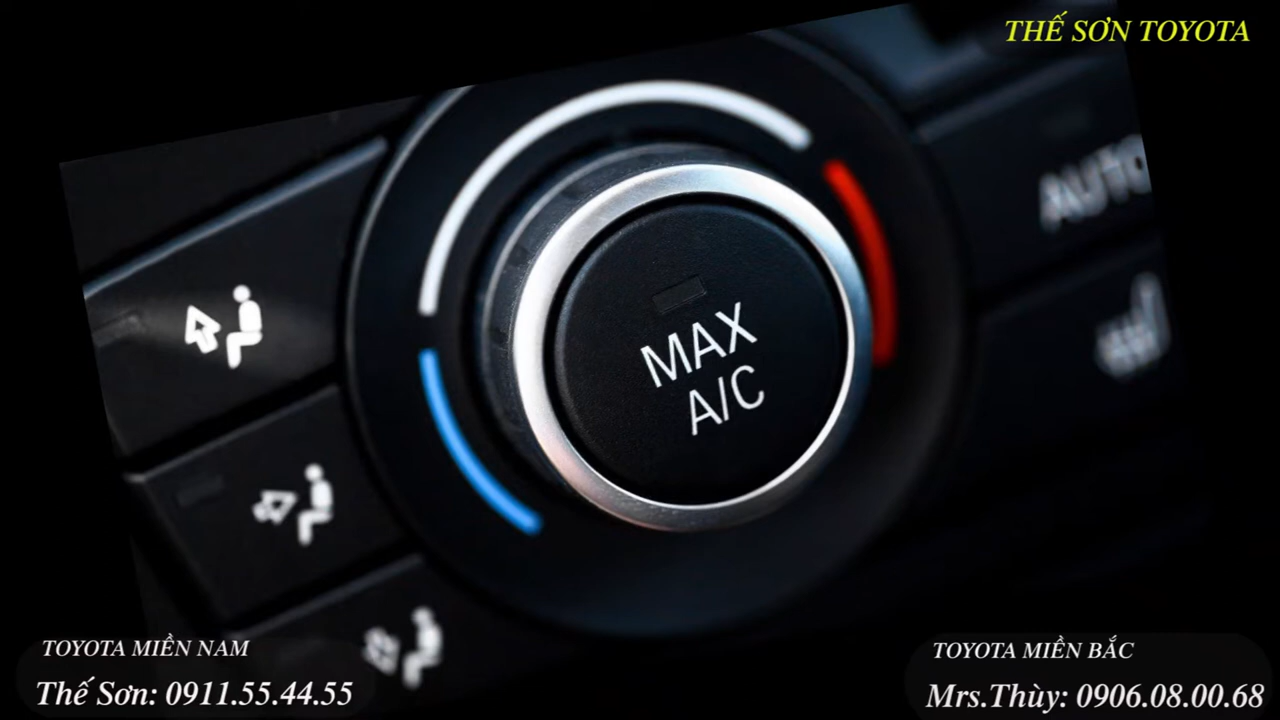 THẾ SƠN TOYOTA
AUTO
MAX
A/C
TOYOTA MIỀN NAM
Thế Sơn: 0911.55.44.55
TOYOTA MIỀN BẮC
Mrs.Thùy: 0906.08.00.68